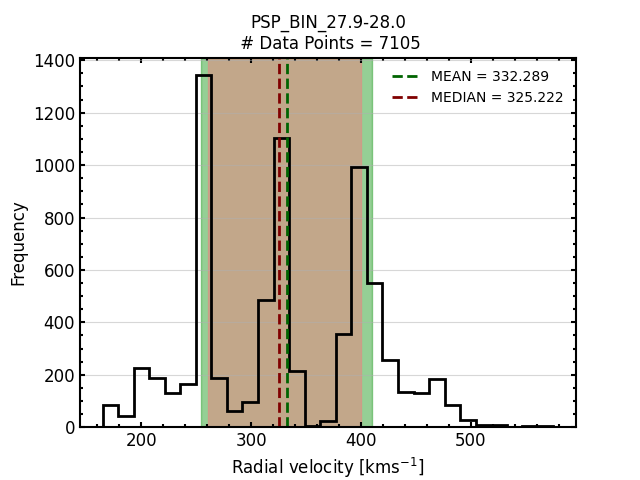 PSP_BIN_27.9-28.0
# Data Points = 7105
MEAN = 332.289
MEDIAN = 325.222
Frequency
1400
1200
1000
800
600
400
200
0
200 300 400 500
Radial velocity [kms⁻¹]